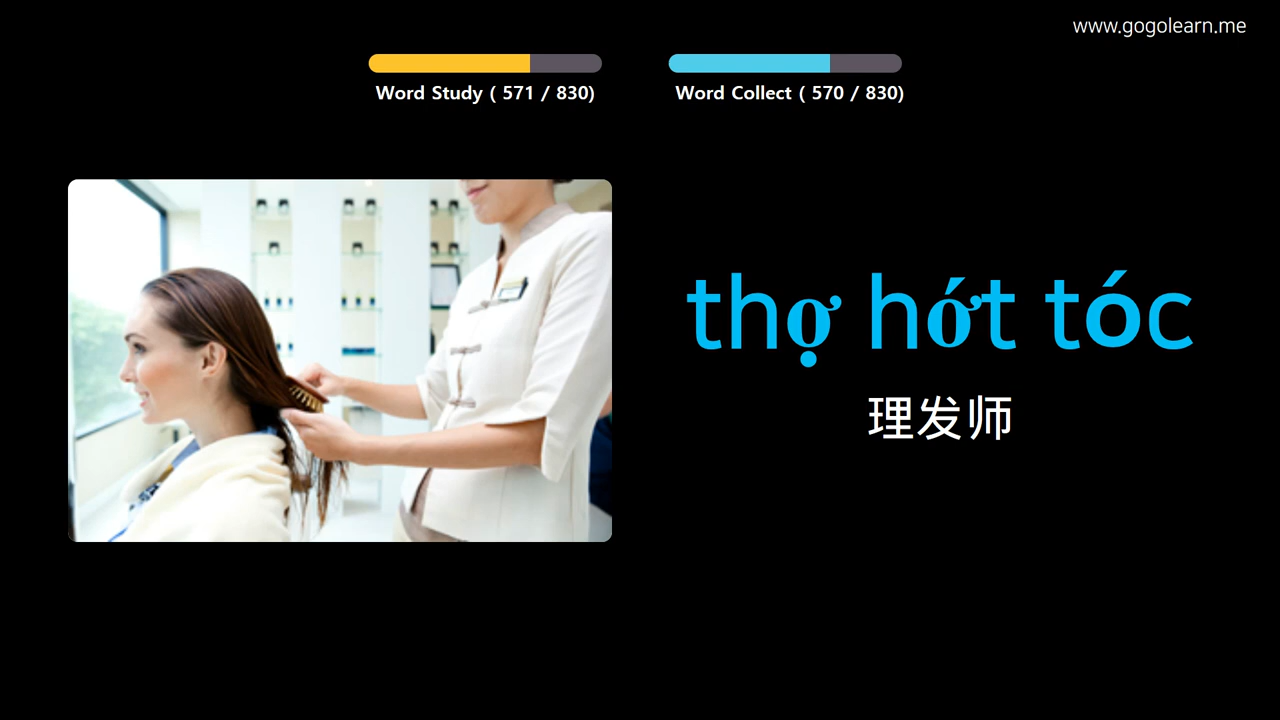 www.gogolearn.me
Word Study ( 571 / 830)
Word Collect ( 570 / 830)
thợ hớt tóc
理发师